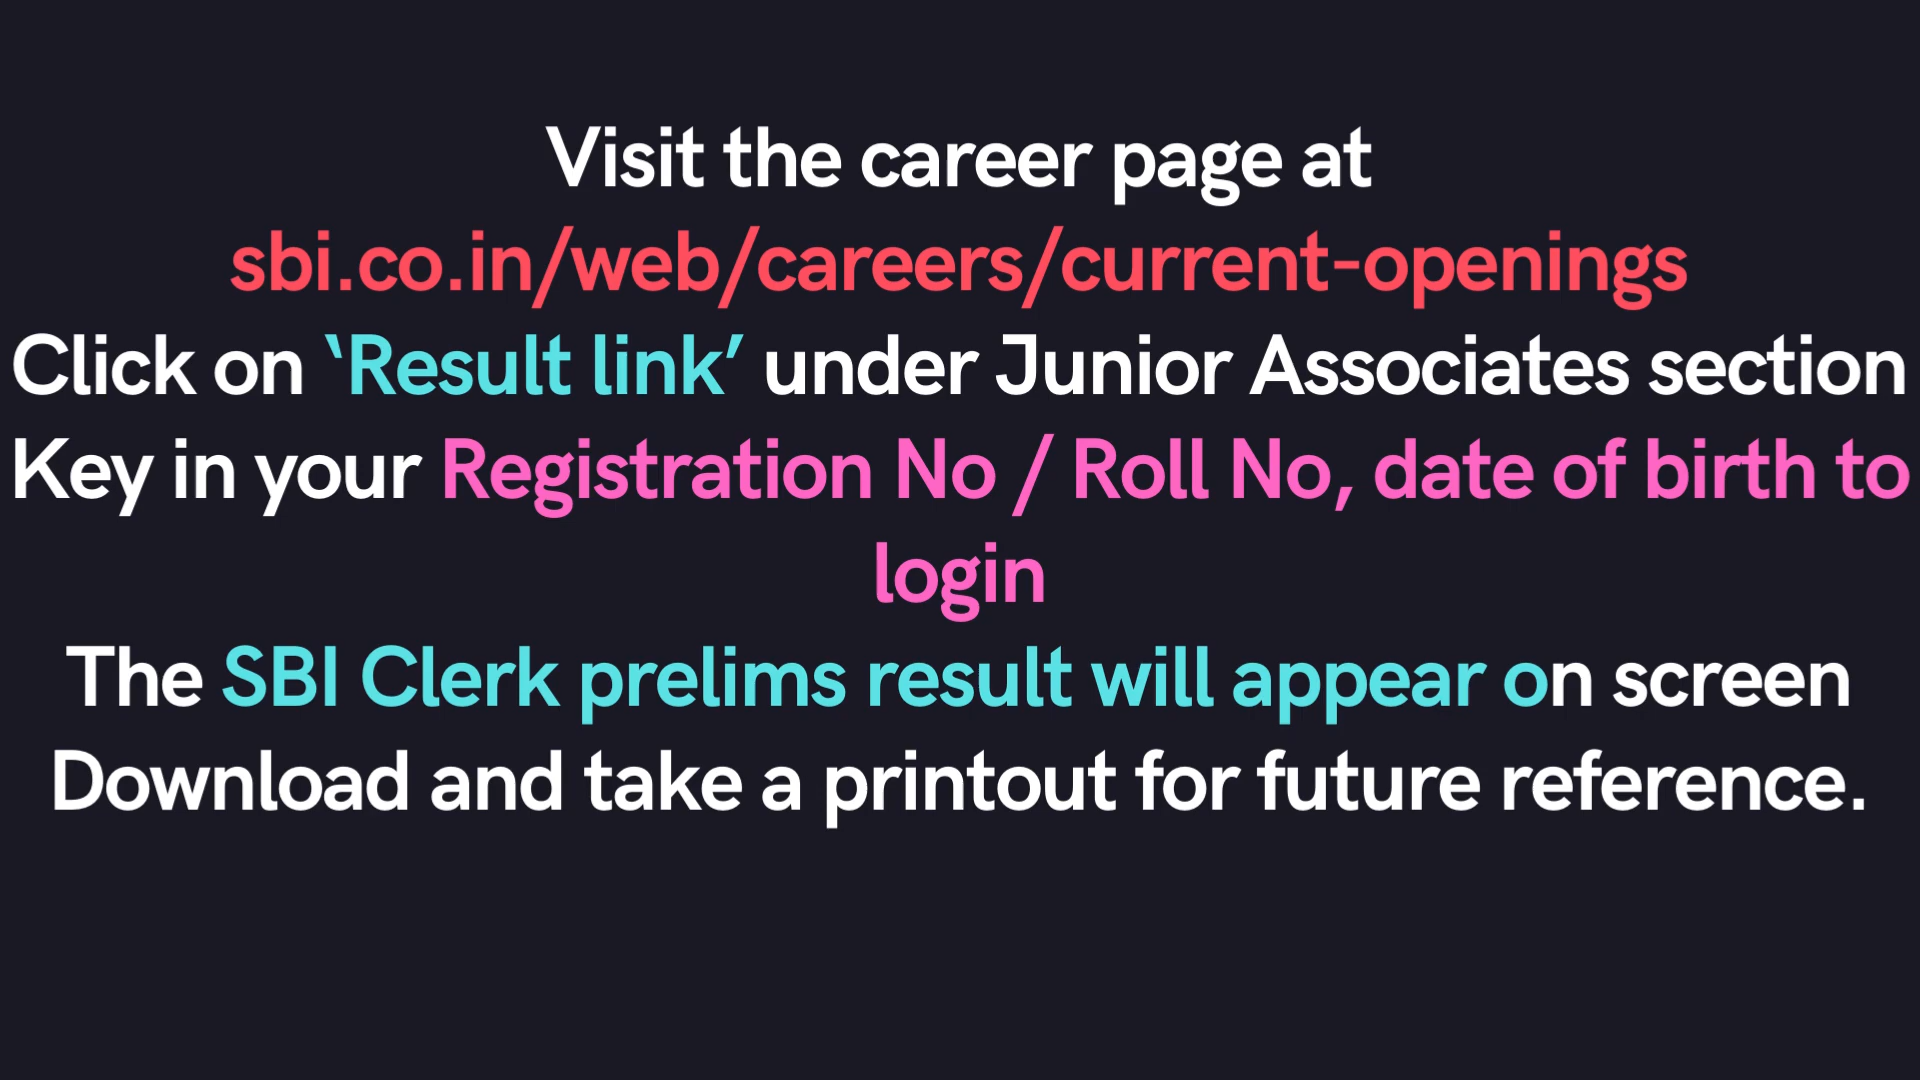 Visit the career page at
sbi.co.in/web/careers/current-openings
Click on ‘Result link’ under Junior Associates section
Key in your Registration No / Roll No, date of birth to
login
The SBI Clerk prelims result will appear on screen
Download and take a printout for future reference.